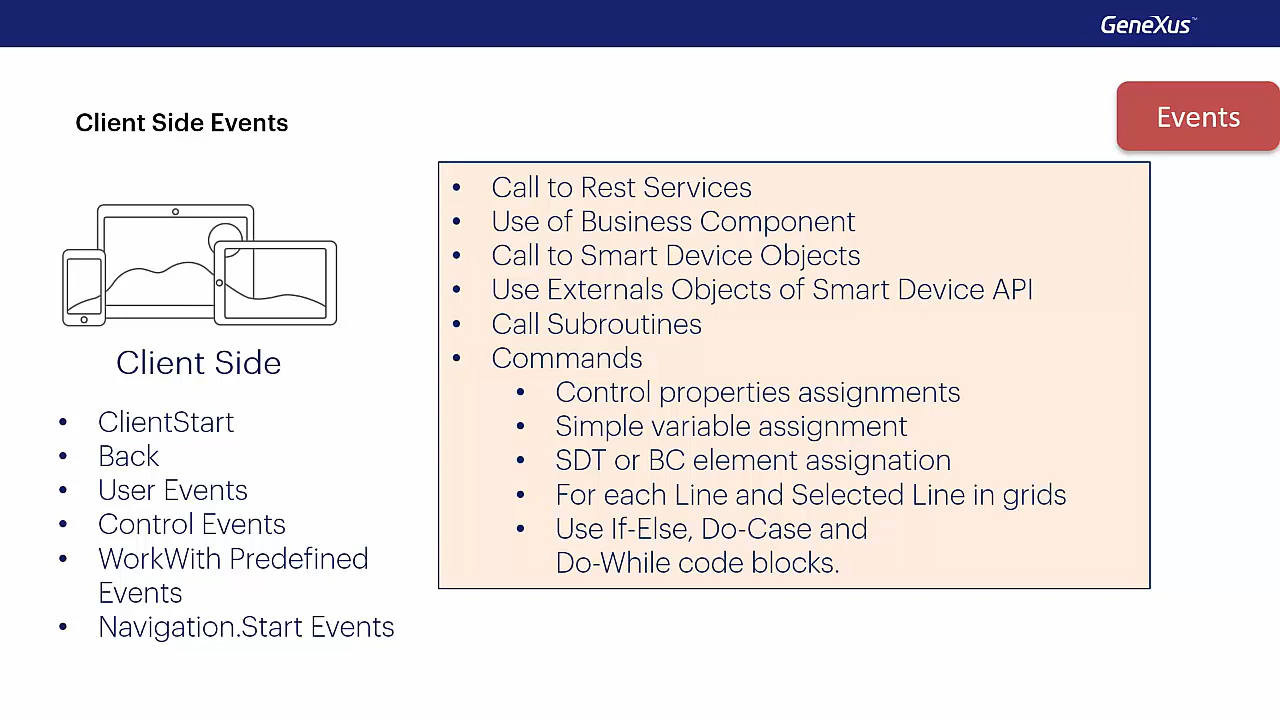 GeneXus™
Events
Client Side Events
Client Side
• ClientStart
• Back
• User Events
• Control Events
• WorkWith Predefined
Events
• Navigation.Start Events
• Call to Rest Services
• Use of Business Component
• Call to Smart Device Objects
• Use Externals Objects of Smart Device API
• Call Subroutines
• Commands
• Control properties assignments
• Simple variable assignment
• SDT or BC element assignation
• For each Line and Selected Line in grids
• Use If-Else, Do-Case and
Do-While code blocks.